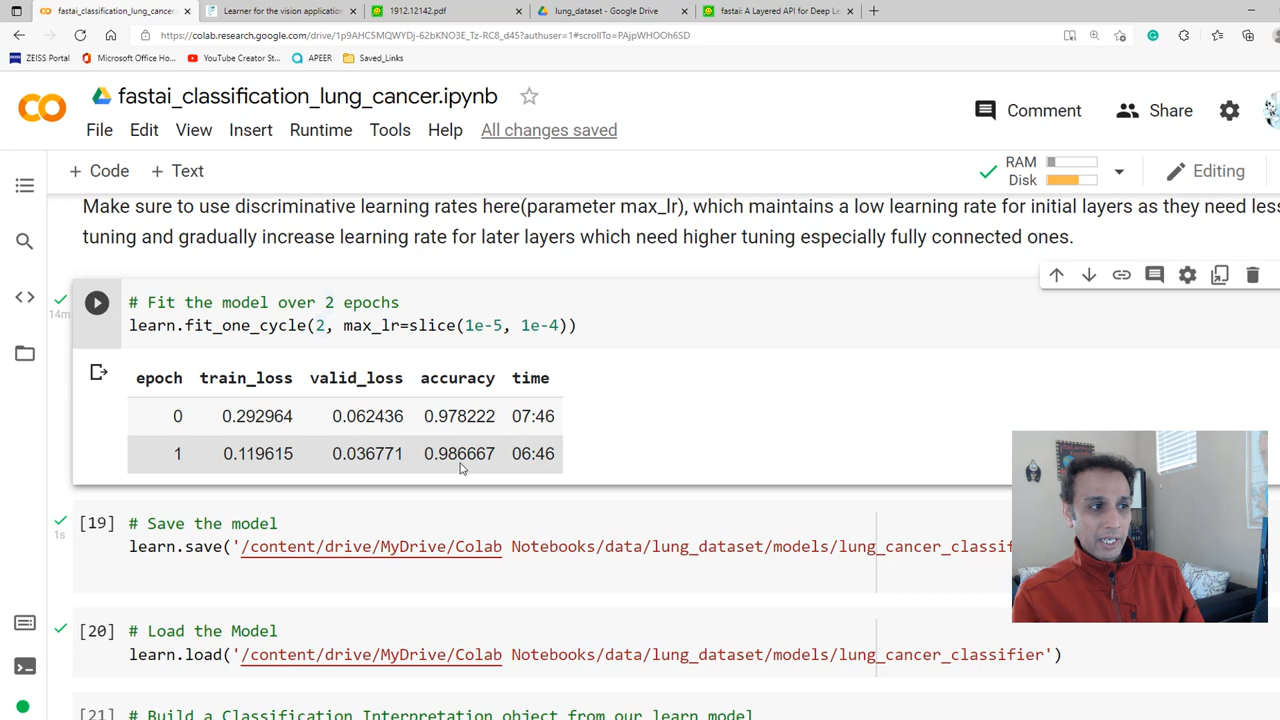 fastai_classification_lung_cancer
Learner for the vision application
1912.12142.pdf
lung_dataset - Google Drive
fastai: A Layered API for Deep Le
https://colab.research.google.com/drive/1p9AHC5MQWYDj-62bKNO3E_Tz-RC8_d45?authuser=1#scrollTo=PAjpWHOOh6SD
ZEISS Portal
Microsoft Office Ho...
YouTube Creator St...
APEER
Saved_Links
fastai_classification_lung_cancer.ipynb
Comment
Share
File Edit View Insert Runtime Tools Help All changes saved
+ Code + Text
RAM
Disk
Editing
Make sure to use discriminative learning rates here(parameter max_lr), which maintains a low learning rate for initial layers as they need less
tuning and gradually increase learning rate for later layers which need higher tuning especially fully connected ones.
14m
# Fit the model over 2 epochs
learn.fit_one_cycle(2, max_lr=slice(1e-5, 1e-4))
epoch train_loss valid_loss accuracy time
0 0.292964 0.062436 0.978222 07:46
1 0.119615 0.036771 0.986667 06:46
1s
[19] # Save the model
learn.save('/content/drive/MyDrive/Colab Notebooks/data/lung_dataset/models/lung_cancer_classif
[20] # Load the Model
learn.load('/content/drive/MyDrive/Colab Notebooks/data/lung_dataset/models/lung_cancer_classifier')
[21] # Build a Classification Interpretation object from our learn model